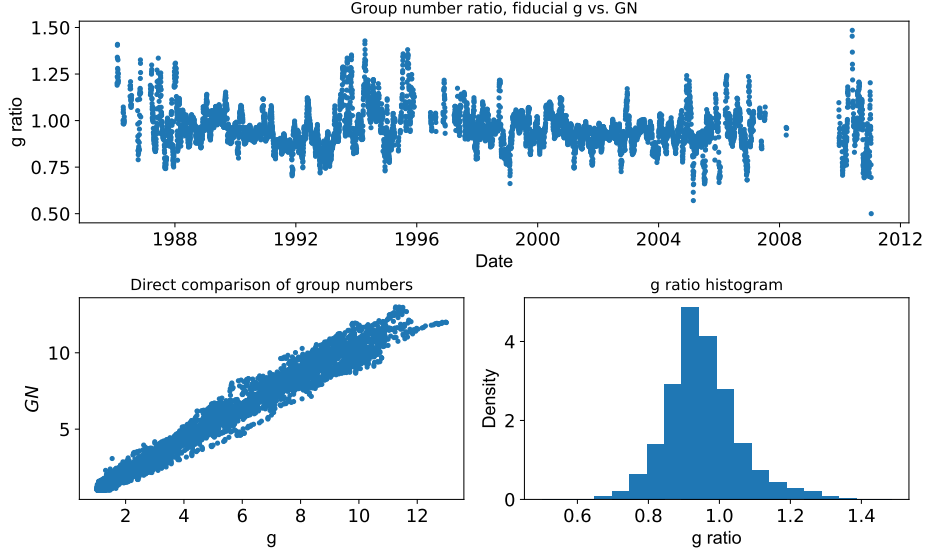 Group number ratio, fiducial g vs. GN
1.50
1.25
1.00
0.75
0.50
g ratio
1988 1992 1996 2000 2004 2008 2012
Date
Direct comparison of group numbers
10
5
GN
2 4 6 8 10 12
g
g ratio histogram
4
2
0
Density
0.6 0.8 1.0 1.2 1.4
g ratio